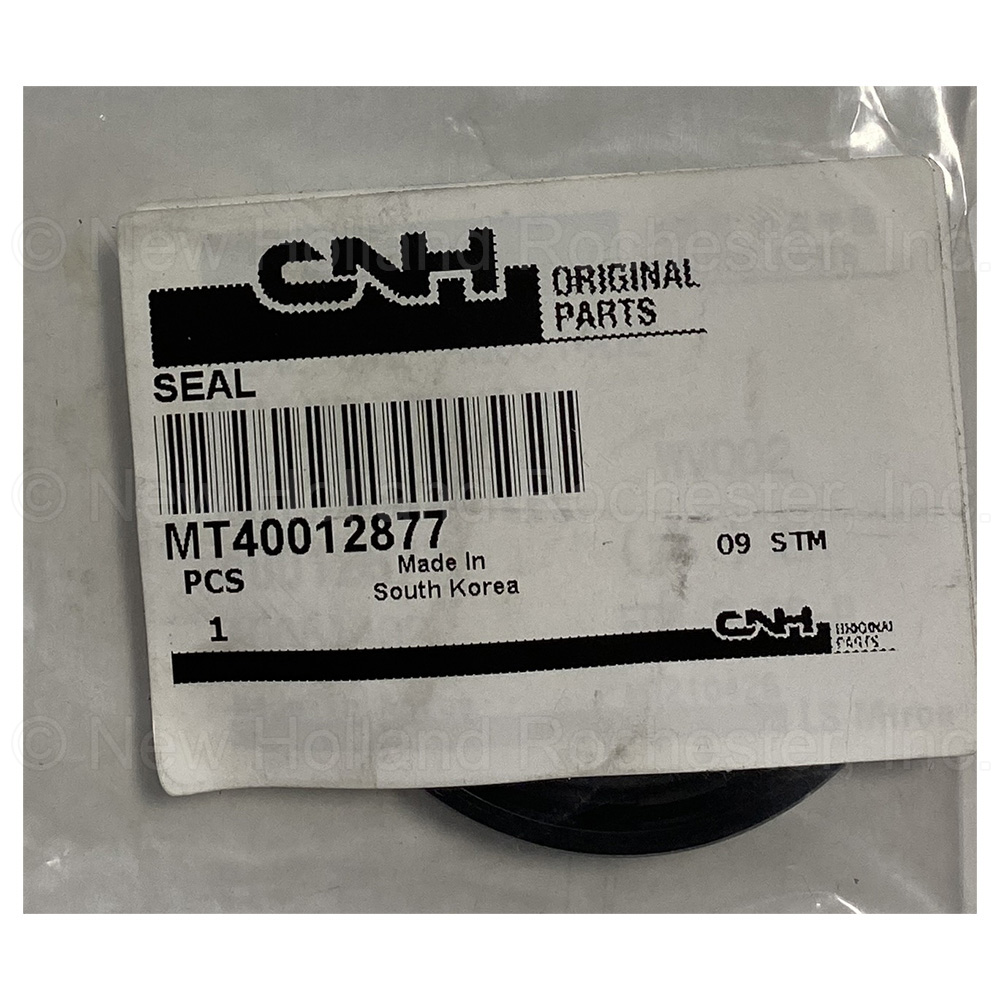 CNH ORIGINAL
PARTS
SEAL
MT40012877
Made In
South Korea
09 STM
PCS
1
CNH
PARTS
© New Holland Rochester, Inc.
© New Holland Rochester, Inc.
© New Holland Rochester, Inc.